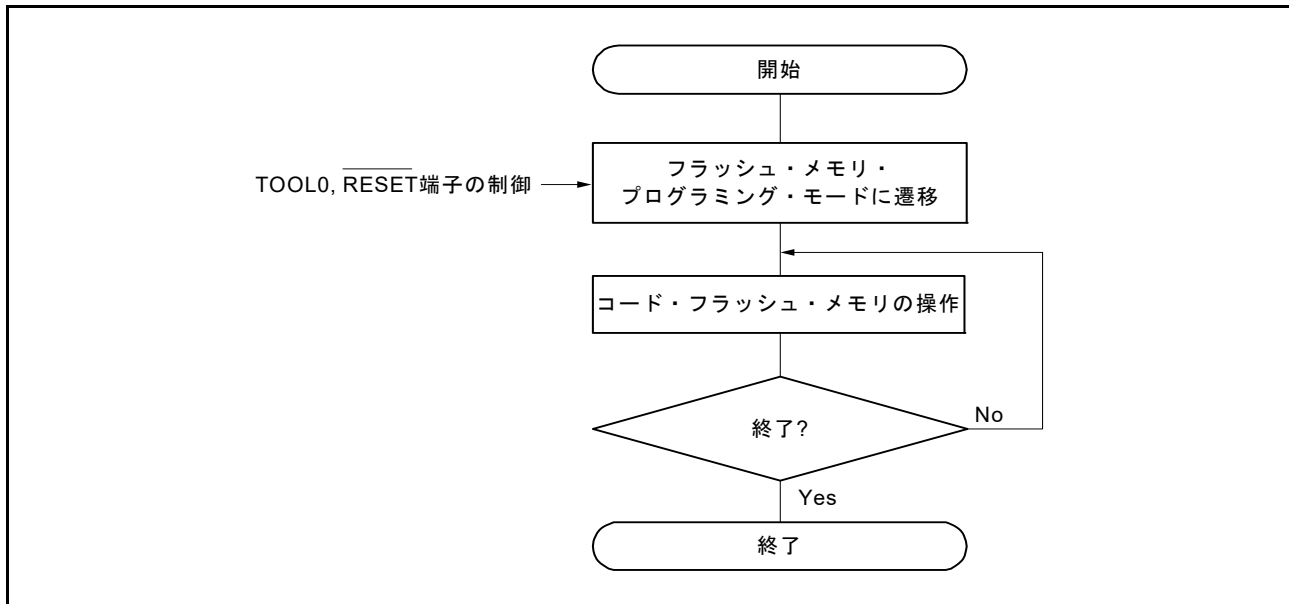 開始
TOOL0, RESET端子の制御
フラッシュ・メモリ・
プログラミング・モードに遷移
コード・フラッシュ・メモリの操作
終了?
No
Yes
終了